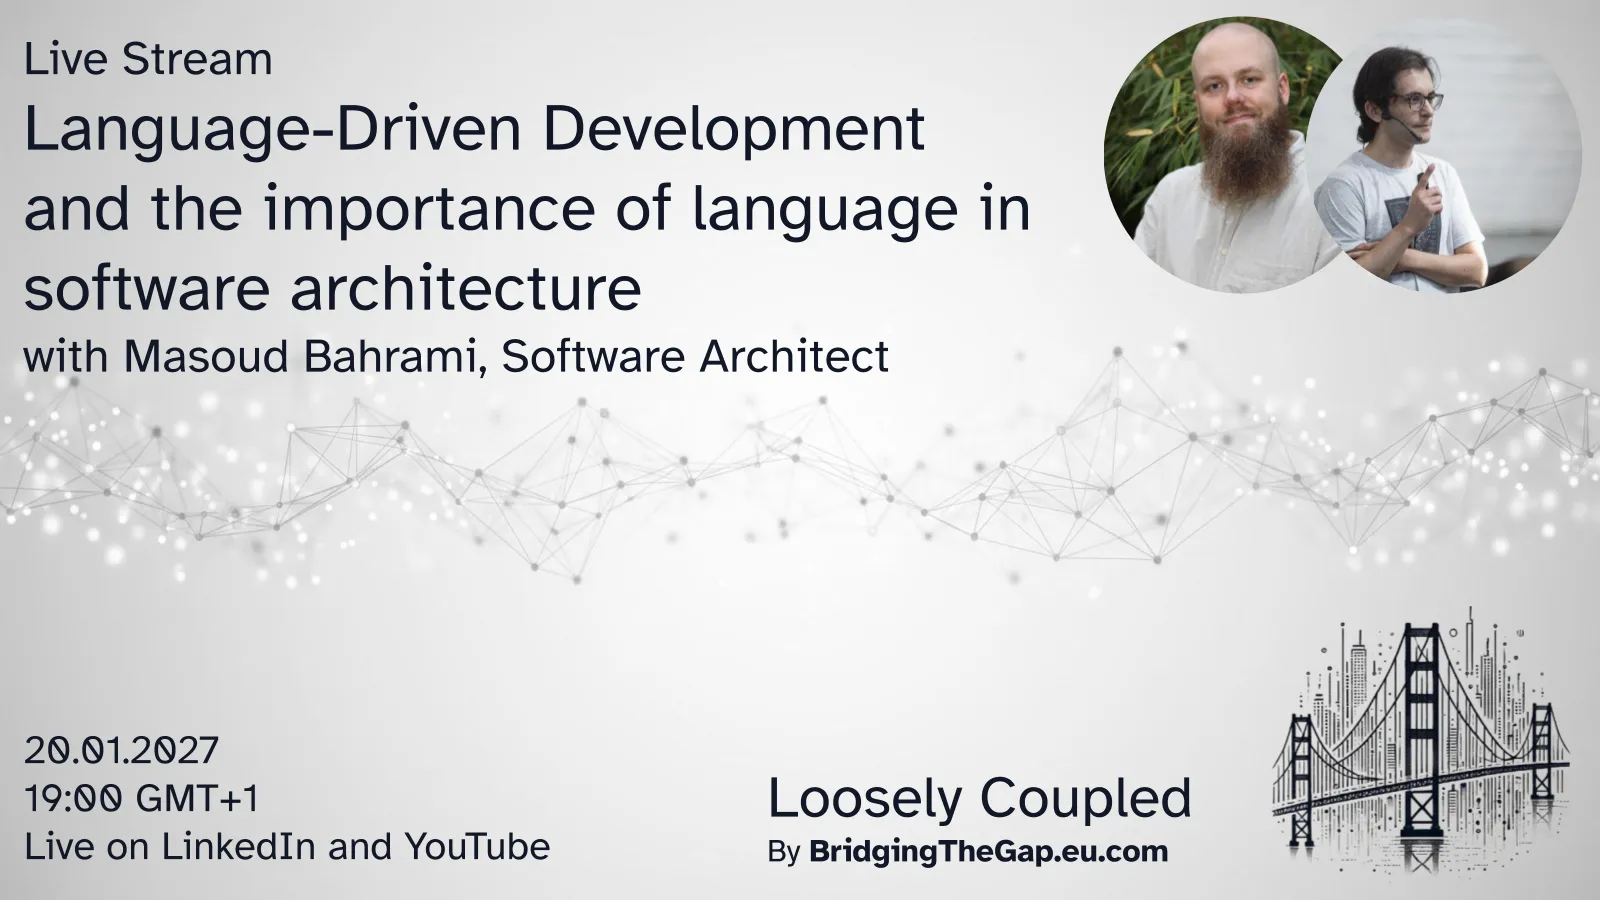 Live Stream
Language-Driven Development
and the importance of language in
software architecture
with Masoud Bahrami, Software Architect
20.01.2027
19:00 GMT+1
Live on LinkedIn and YouTube
Loosely Coupled
By BridgingTheGap.eu.com